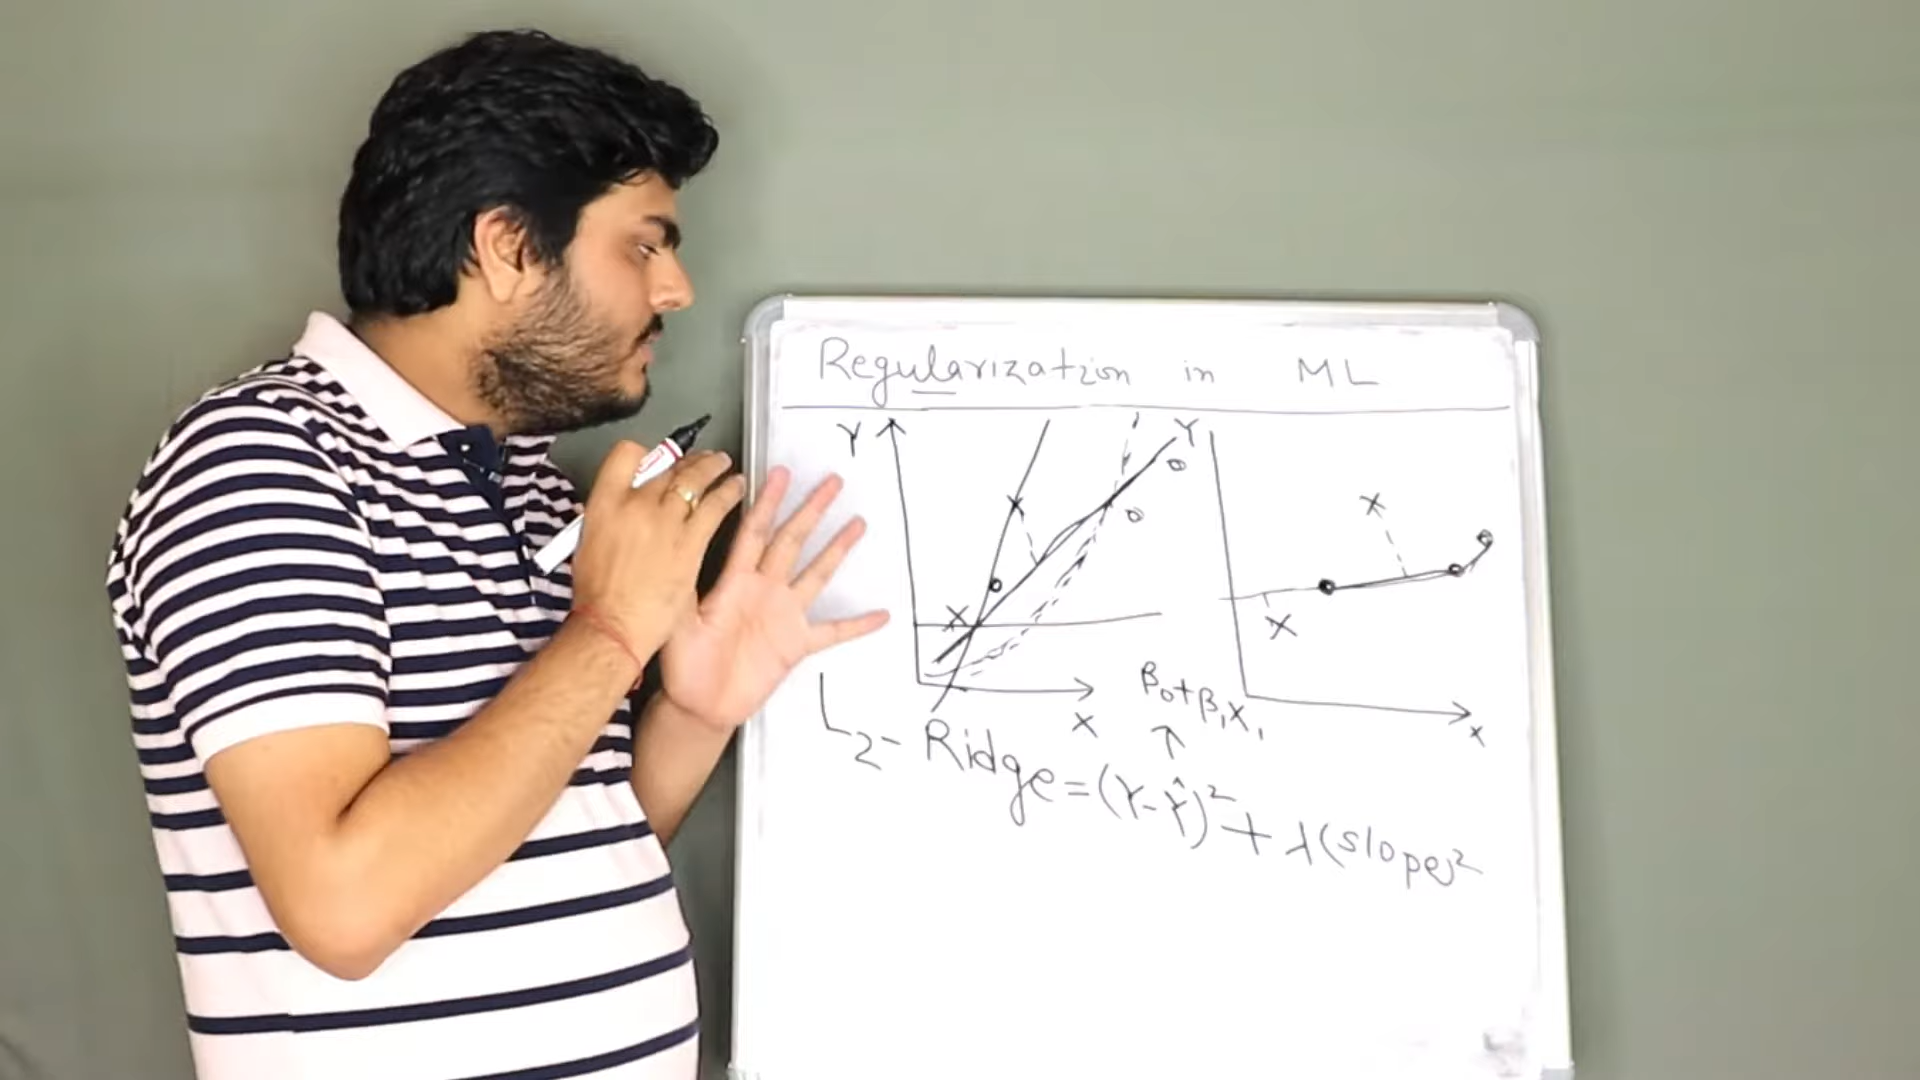 Regularization in ML
Y
Y
X
X
β₀+β₁X₁
L2- Ridge=(Y-Ŷ)²+λ(slope)²